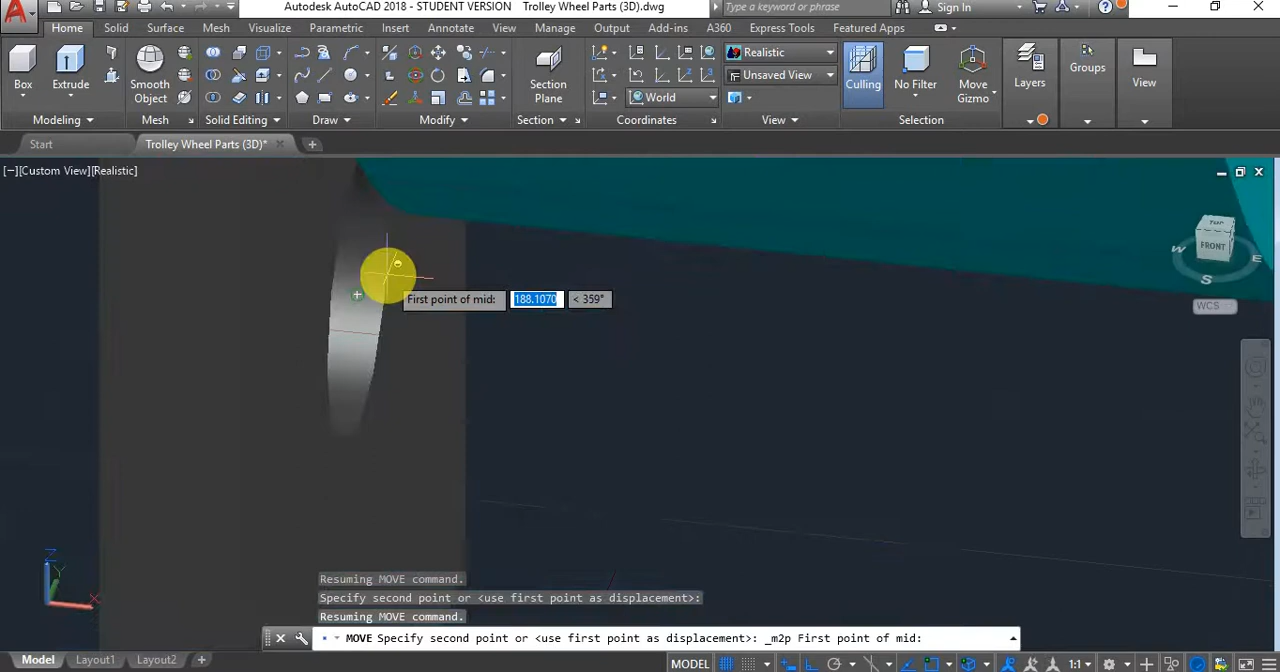 Autodesk AutoCAD 2018 - STUDENT VERSION Trolley Wheel Parts (3D).dwg
Type a keyword or phrase
Sign In
Home Solid Surface Mesh Visualize Parametric Insert Annotate View Manage Output Add-ins A360 Express Tools Featured Apps
Box
Extrude
Smooth
Object
Section
Plane
World
Realistic
Unsaved View
Culling
No Filter
Move
Gizmo
Layers
Groups
View
Modeling
Mesh
Solid Editing
Draw
Modify
Section
Coordinates
View
Selection
Start
Trolley Wheel Parts (3D)*
[−][Custom View][Realistic]
FRONT
W
E
S
WCS
First point of mid: 188.1070 < 359°
Z
Y
X
Resuming MOVE command.
Specify second point or <use first point as displacement>:
Resuming MOVE command.
MOVE Specify second point or <use first point as displacement>: _m2p First point of mid:
Model Layout1 Layout2
MODEL
1:1